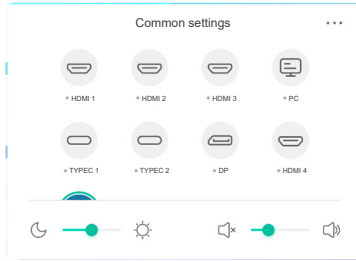 Common settings
HDMI 1
HDMI 2
HDMI 3
PC
TYPEC 1
TYPEC 2
DP
HDMI 4